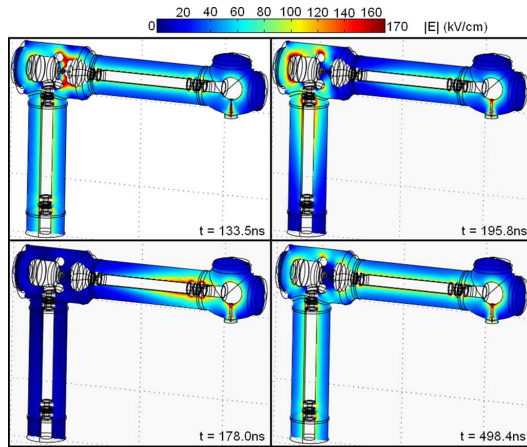 0 20 40 60 80 100 120 140 160 170 |E| (kV/cm)
t = 133.5ns
t = 195.8ns
t = 178.0ns
t = 498.4ns